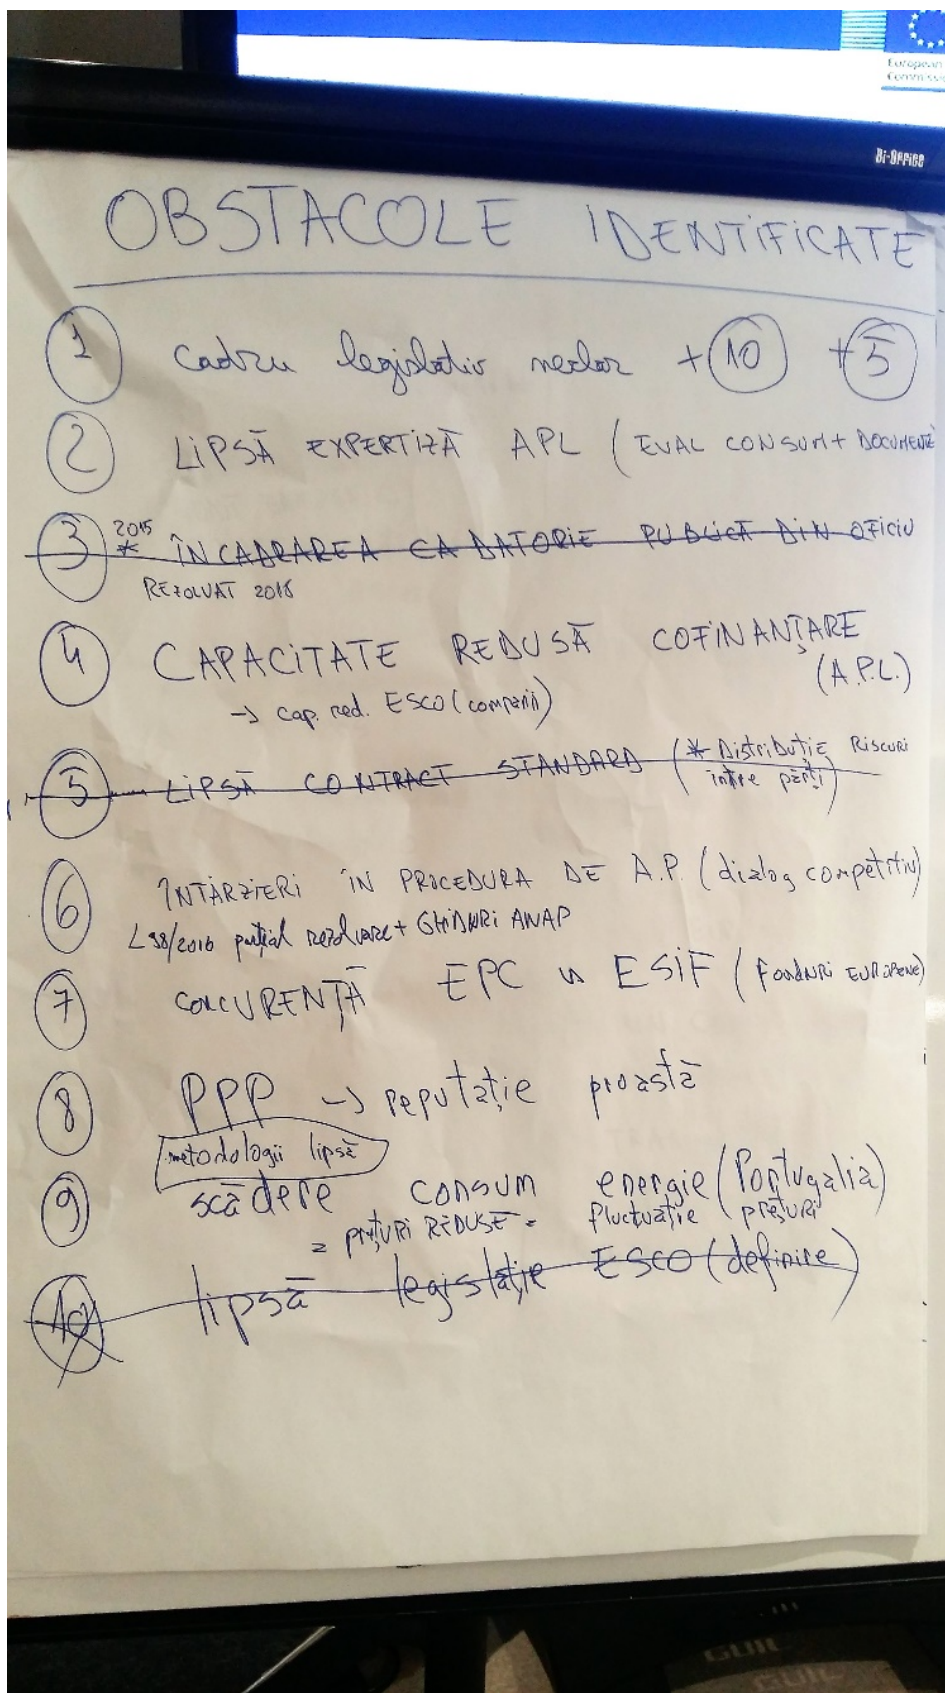 European
Commission
Bi-Office
OBSTACOLE IDENTIFICATE
1 Cadru legislativ neclar + 10 + 5
2 LIPSĂ EXPERTIZĂ APL (EVAL CONSUM + DOCUMENTE
3 2015 * ÎNCADRAREA CA DATORIE PUBLICĂ DIN OFICIU
REZOLVAT 2018
4 CAPACITATE REDUSĂ COFINANȚARE
(A.P.L.)
→ cap. red. ESCO (companii)
5 LIPSĂ CONTRACT STANDARD (* Distribuție Riscuri
între părți)
6 ÎNTÂRZIERI ÎN PROCEDURA DE A.P. (dialog competitiv)
L 98/2016 parțial rezolvare + GHIDURI ANAP
7 CONCURENȚĂ EPC ESIF (FONDURI EUROPENE)
8 PPP → reputație proastă
metodologii lipsă
9 scădere consum energie (Portugalia)
= prețuri REDUSE = fluctuație prețuri
10 lipsă legislație ESCO (definire)